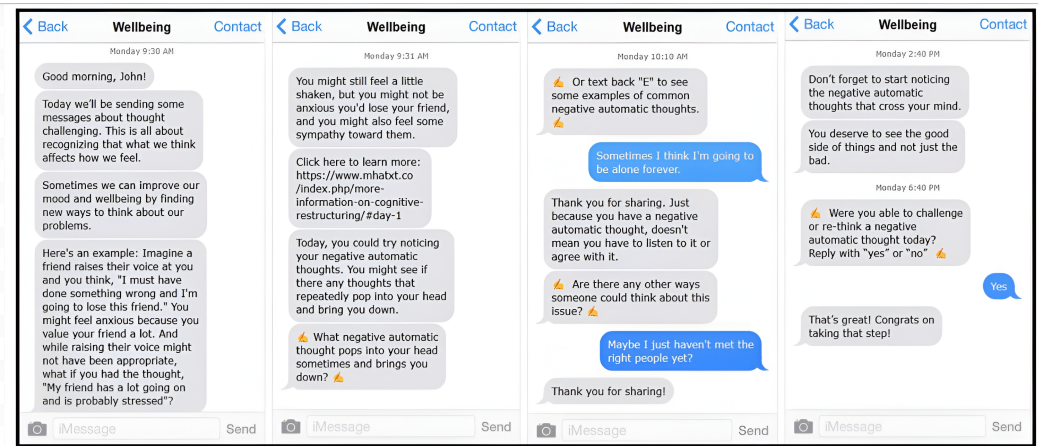 Back Wellbeing Contact
Monday 9:30 AM
Good morning, John!
Today we'll be sending some
messages about thought
challenging. This is all about
recognizing that what we think
affects how we feel.
Sometimes we can improve our
mood and wellbeing by finding
new ways to think about our
problems.
Here's an example: Imagine a
friend raises their voice at you
and you think, "I must have
done something wrong and I'm
going to lose this friend." You
might feel anxious because you
value your friend a lot. And
while raising their voice might
not have been appropriate,
what if you had the thought,
"My friend has a lot going on
and is probably stressed"?
iMessage Send
Back Wellbeing Contact
Monday 9:31 AM
You might still feel a little
shaken, but you might not be
anxious you'd lose your friend,
and you might also feel some
sympathy toward them.
Click here to learn more:
https://www.mhatxt.co
/index.php/more-
information-on-cognitive-
restructuring/#day-1
Today, you could try noticing
your negative automatic
thoughts. You might see if
there any thoughts that
repeatedly pop into your head
and bring you down.
✍️ What negative automatic
thought pops into your head
sometimes and brings you
down? ✍️
iMessage Send
Back Wellbeing Contact
Monday 10:10 AM
✍️ Or text back "E" to see
some examples of common
negative automatic thoughts.
✍️
Sometimes I think I'm going to
be alone forever.
Thank you for sharing. Just
because you have a negative
automatic thought, doesn't
mean you have to listen to it or
agree with it.
✍️ Are there any other ways
someone could think about this
issue? ✍️
Maybe I just haven't met the
right people yet?
Thank you for sharing!
iMessage Send
Back Wellbeing Contact
Monday 2:40 PM
Don't forget to start noticing
the negative automatic
thoughts that cross your mind.
You deserve to see the good
side of things and not just the
bad.
Monday 6:40 PM
✍️ Were you able to challenge
or re-think a negative
automatic thought today?
Reply with "yes" or "no" ✍️
Yes
That's great! Congrats on
taking that step!
iMessage Send